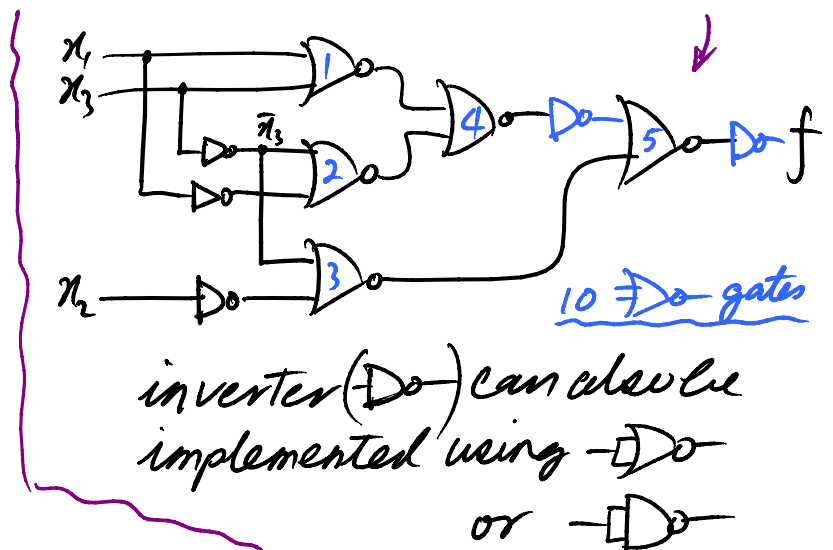 x₁
x₃
1
x̄₃
2
4
5
f
3
x₂
10 gates
inverter ( ) can also be
implemented using
or